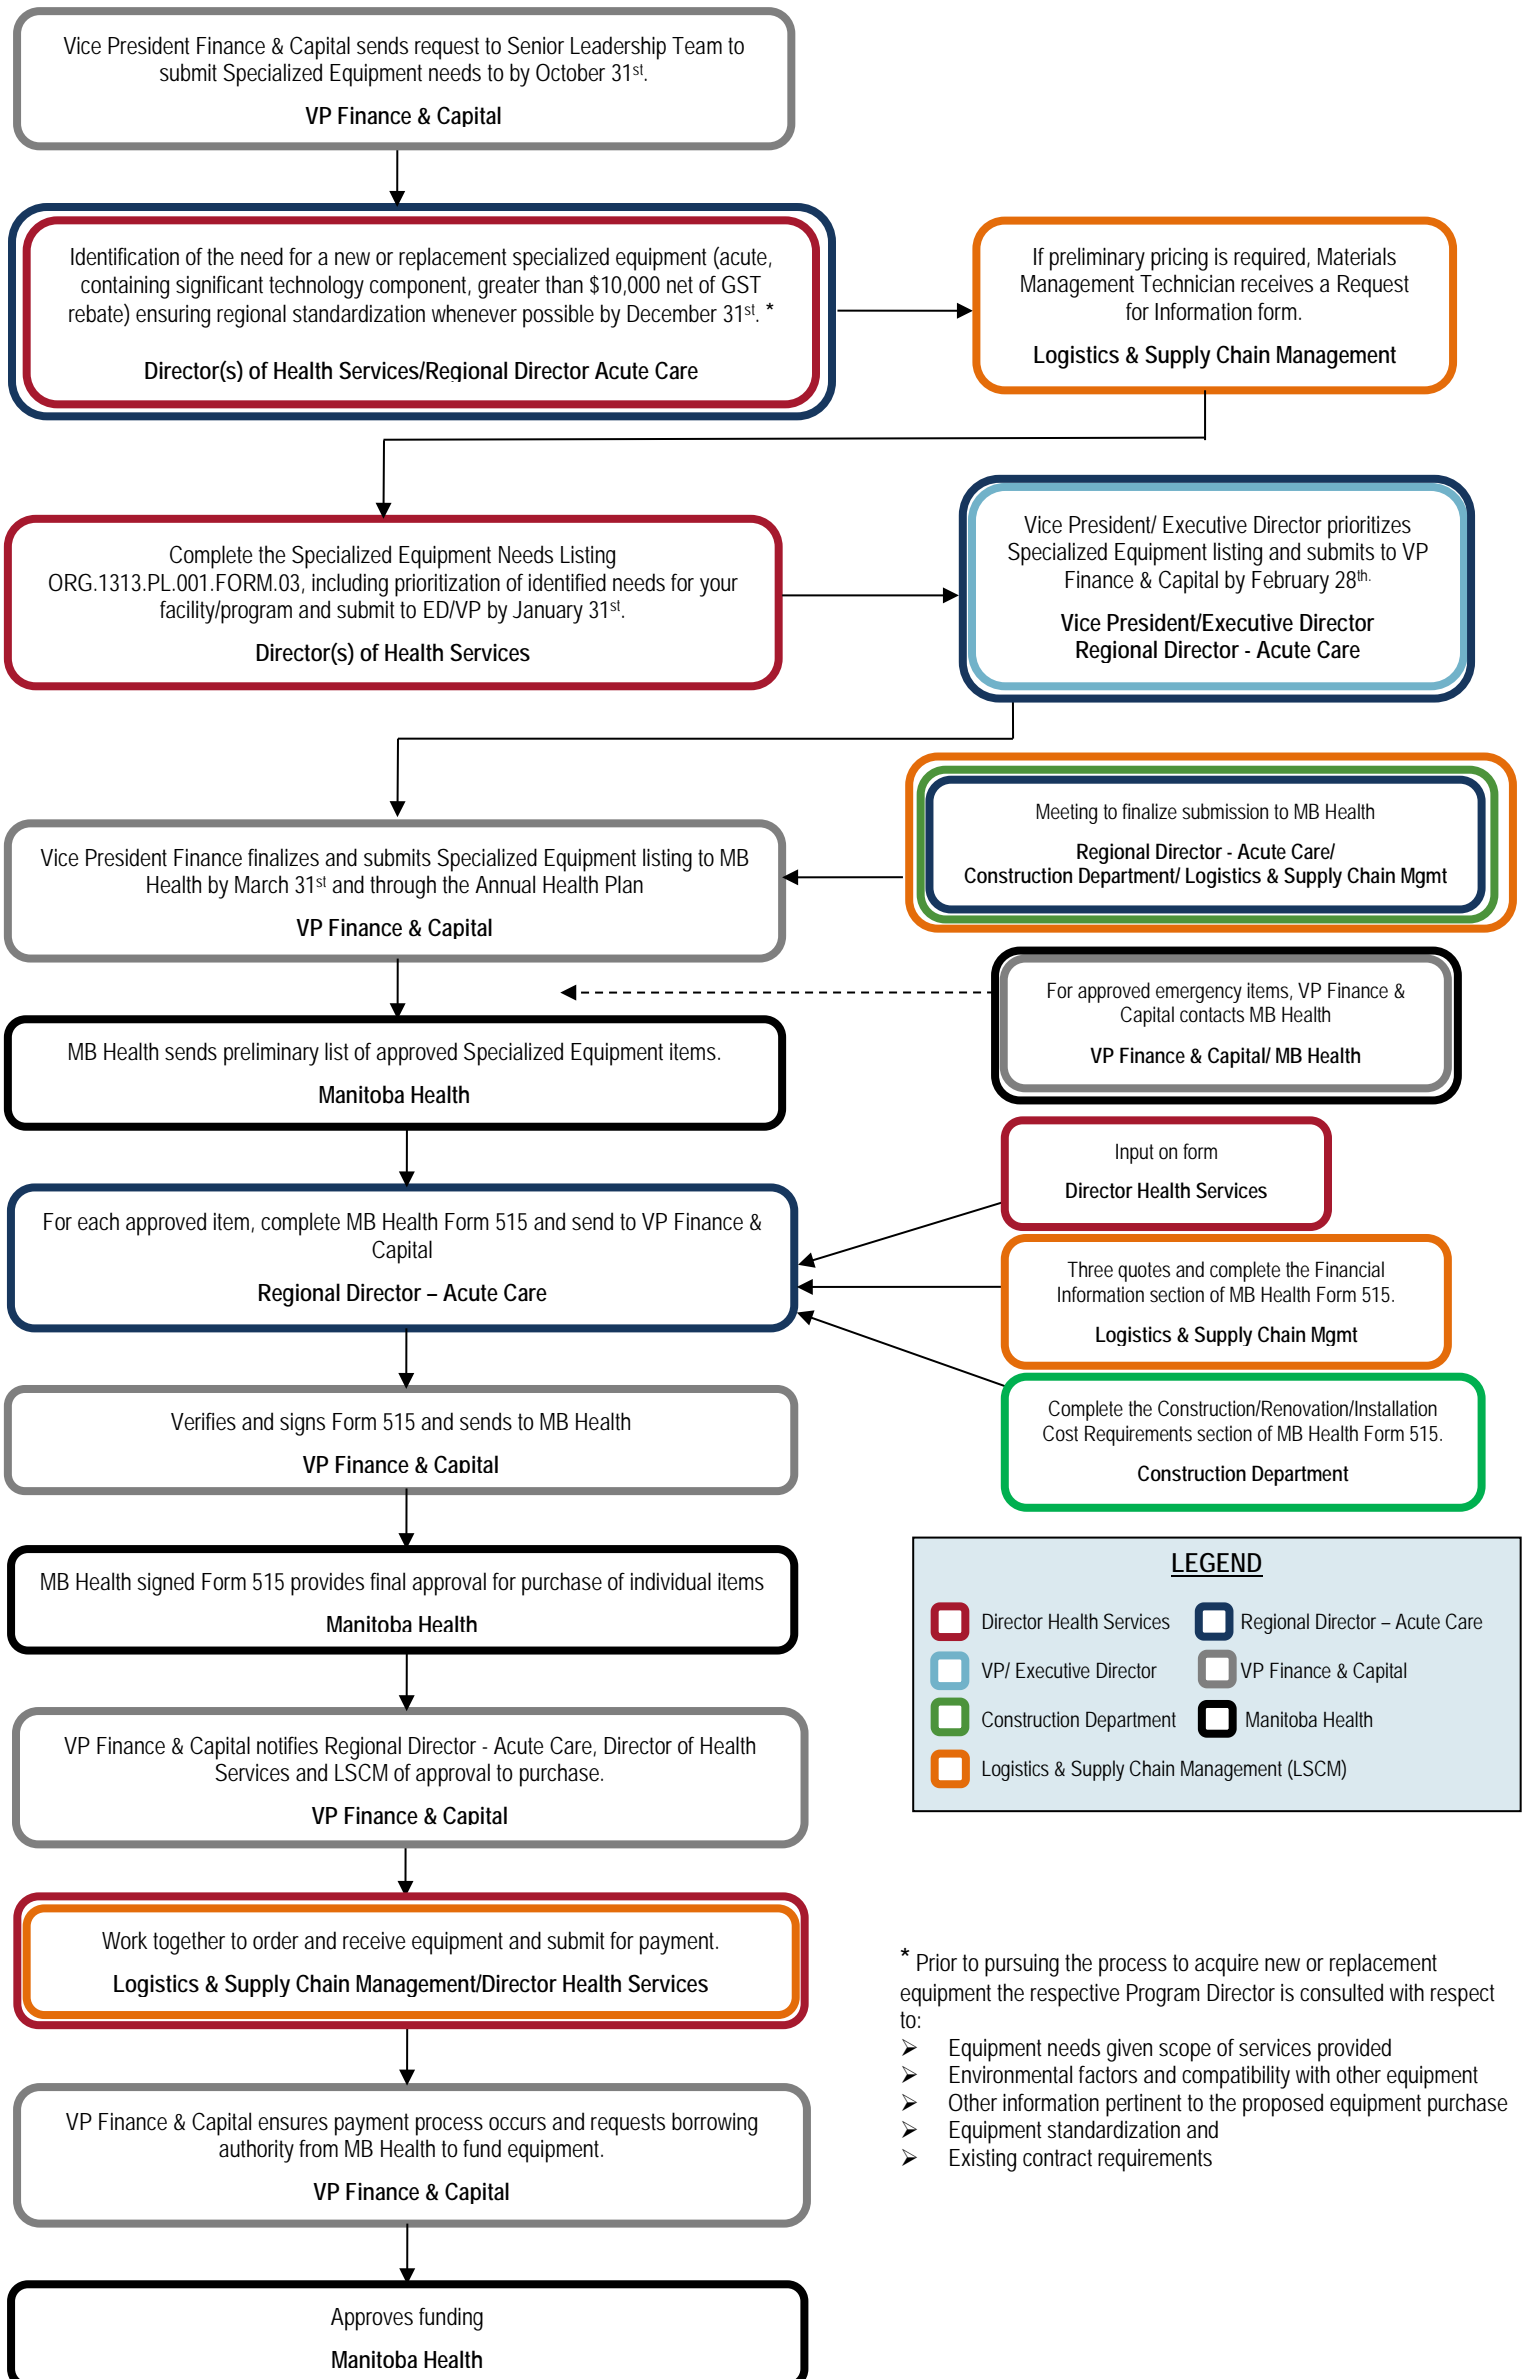 Vice President Finance & Capital sends request to Senior Leadership Team to
submit Specialized Equipment needs to by October 31st.
VP Finance & Capital
Identification of the need for a new or replacement specialized equipment (acute,
containing significant technology component, greater than $10,000 net of GST
rebate) ensuring regional standardization whenever possible by December 31st. *
Director(s) of Health Services/Regional Director Acute Care
If preliminary pricing is required, Materials
Management Technician receives a Request
for Information form.
Logistics & Supply Chain Management
Complete the Specialized Equipment Needs Listing
ORG.1313.PL.001.FORM.03, including prioritization of identified needs for your
facility/program and submit to ED/VP by January 31st.
Director(s) of Health Services
Vice President/ Executive Director prioritizes
Specialized Equipment listing and submits to VP
Finance & Capital by February 28th.
Vice President/Executive Director
Regional Director - Acute Care
Meeting to finalize submission to MB Health
Regional Director - Acute Care/
Construction Department/ Logistics & Supply Chain Mgmt
Vice President Finance finalizes and submits Specialized Equipment listing to MB
Health by March 31st and through the Annual Health Plan
VP Finance & Capital
For approved emergency items, VP Finance &
Capital contacts MB Health
VP Finance & Capital/ MB Health
MB Health sends preliminary list of approved Specialized Equipment items.
Manitoba Health
Input on form
Director Health Services
For each approved item, complete MB Health Form 515 and send to VP Finance &
Capital
Regional Director – Acute Care
Three quotes and complete the Financial
Information section of MB Health Form 515.
Logistics & Supply Chain Mgmt
Complete the Construction/Renovation/Installation
Cost Requirements section of MB Health Form 515.
Construction Department
Verifies and signs Form 515 and sends to MB Health
VP Finance & Capital
MB Health signed Form 515 provides final approval for purchase of individual items
Manitoba Health
LEGEND
Director Health Services
Regional Director – Acute Care
VP/ Executive Director
VP Finance & Capital
Construction Department
Manitoba Health
Logistics & Supply Chain Management (LSCM)
VP Finance & Capital notifies Regional Director - Acute Care, Director of Health
Services and LSCM of approval to purchase.
VP Finance & Capital
Work together to order and receive equipment and submit for payment.
Logistics & Supply Chain Management/Director Health Services
* Prior to pursuing the process to acquire new or replacement
equipment the respective Program Director is consulted with respect
to:
➢ Equipment needs given scope of services provided
➢ Environmental factors and compatibility with other equipment
➢ Other information pertinent to the proposed equipment purchase
➢ Equipment standardization and
➢ Existing contract requirements
VP Finance & Capital ensures payment process occurs and requests borrowing
authority from MB Health to fund equipment.
VP Finance & Capital
Approves funding
Manitoba Health